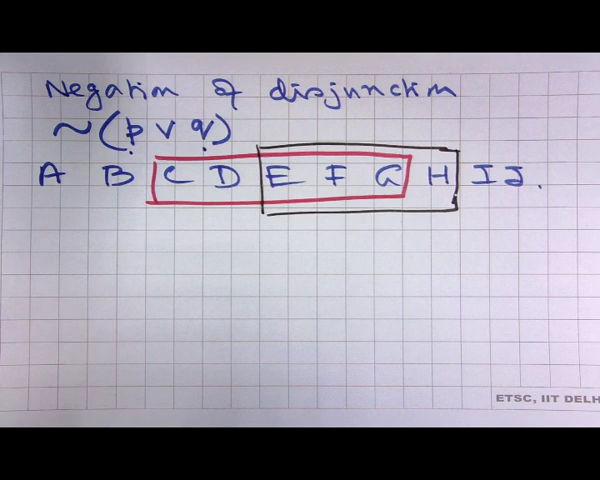 Negation of disjunction
~(p v q)
A B C D E F G H I J.
ETSC, IIT DELH